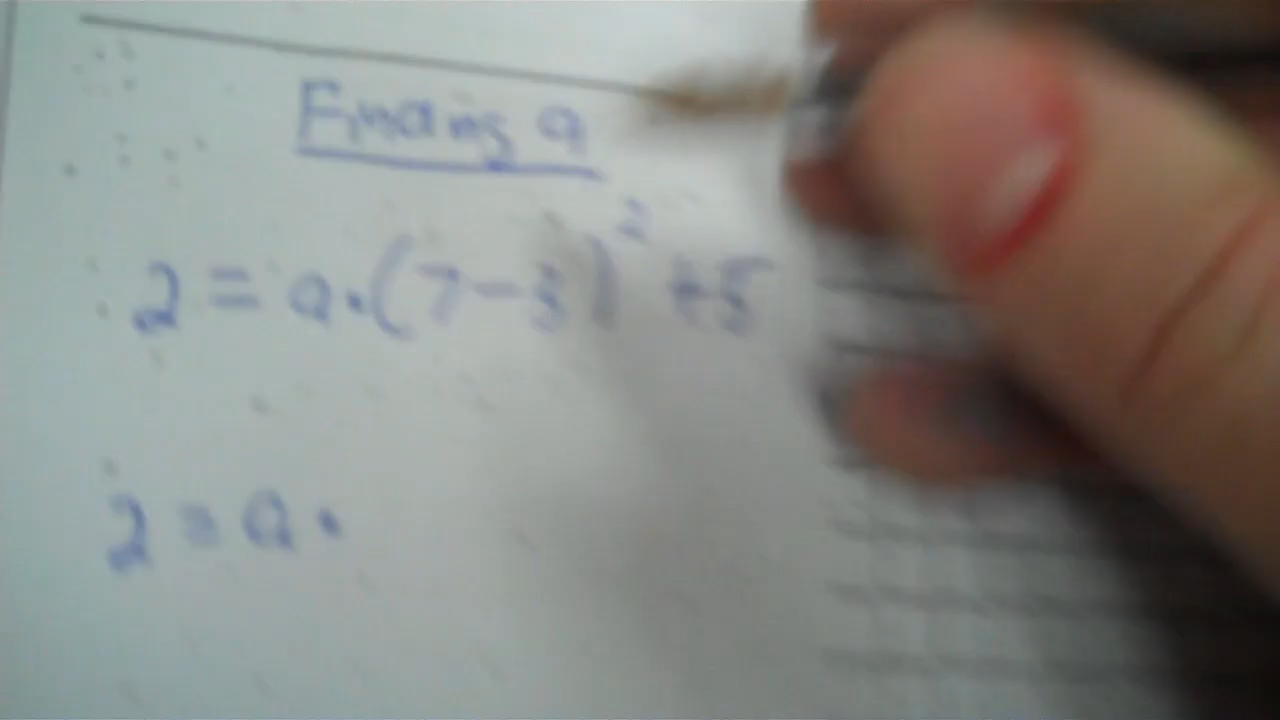 Finding a
2 = a·(7-3)² +5
2 = a·